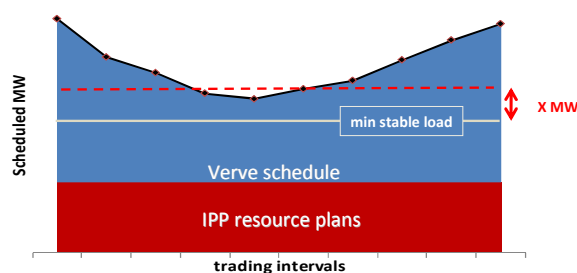 Scheduled MW
min stable load
X MW
Verve schedule
IPP resource plans
trading intervals